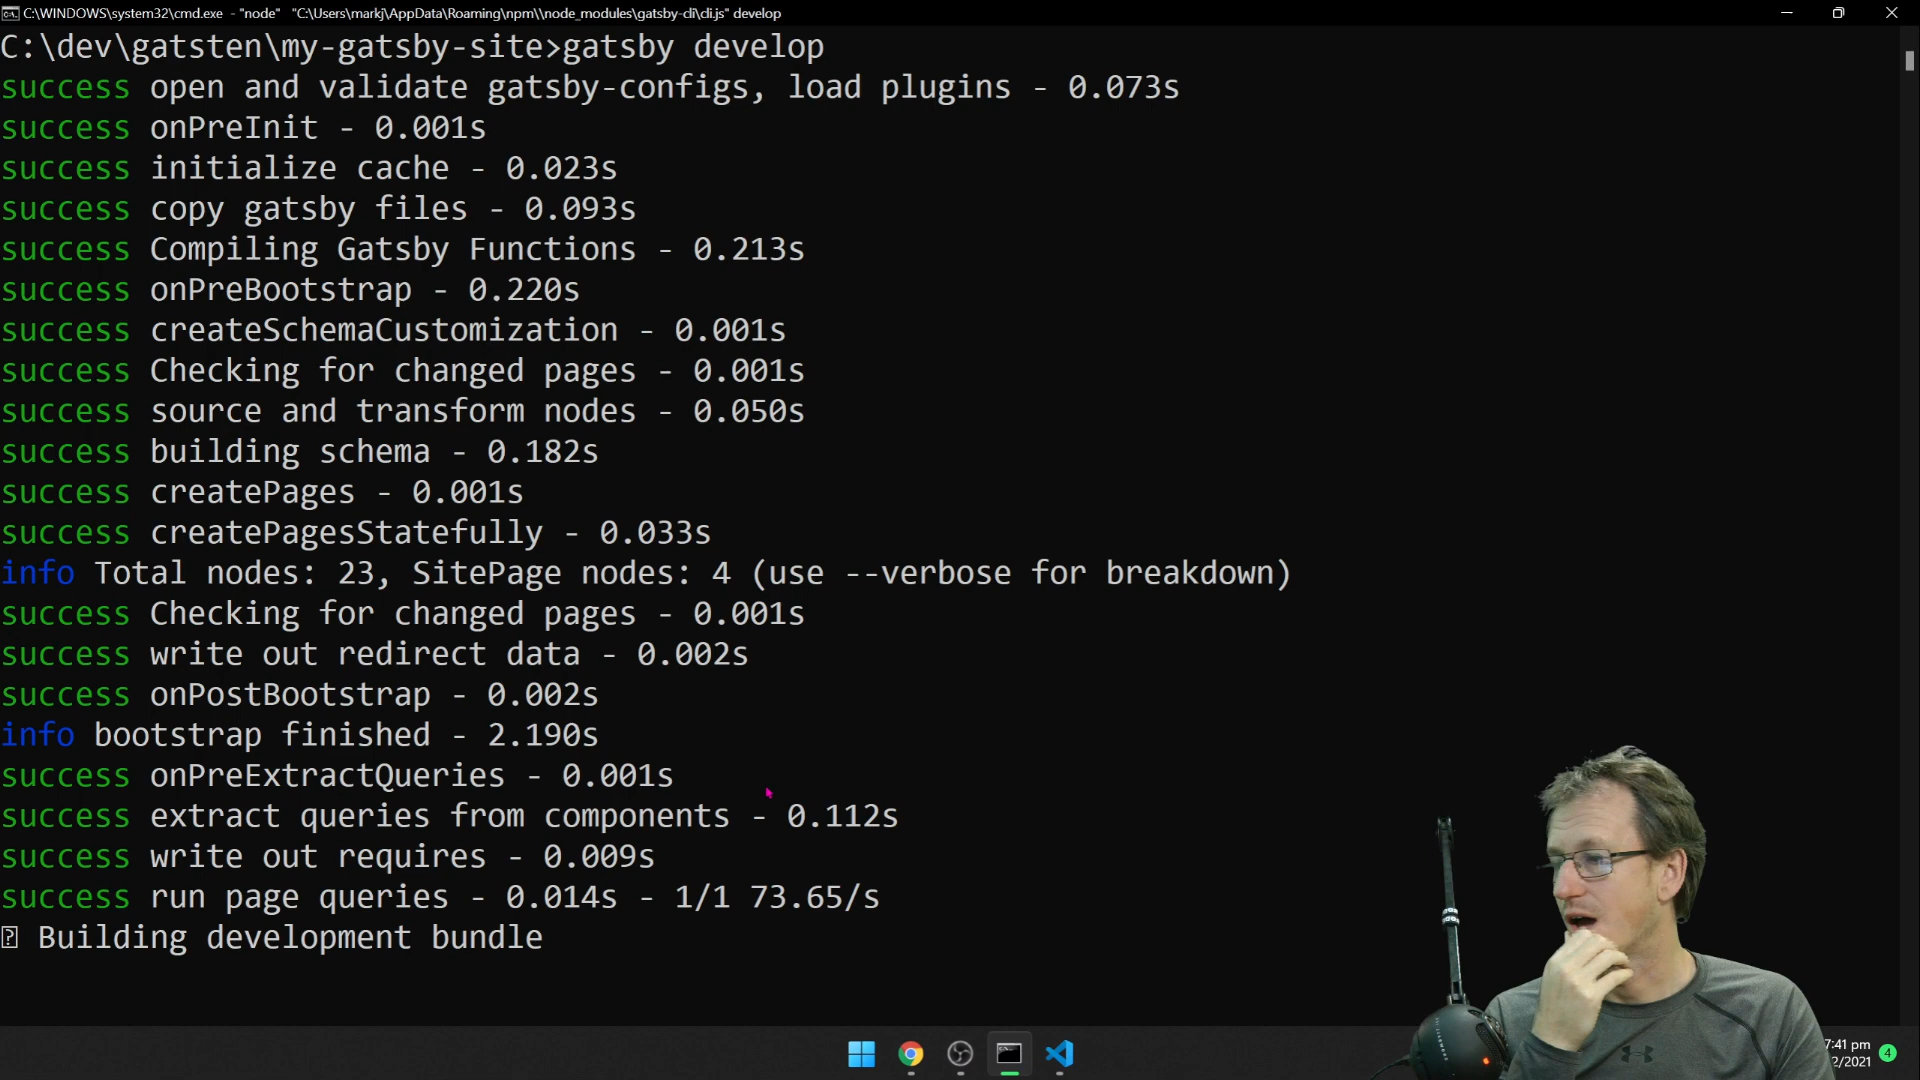 C:\WINDOWS\system32\cmd.exe - "node" "C:\Users\markj\AppData\Roaming\npm\\node_modules\gatsby-cli\cli.js" develop
C:\dev\gatsten\my-gatsby-site>gatsby develop
success open and validate gatsby-configs, load plugins - 0.073s
success onPreInit - 0.001s
success initialize cache - 0.023s
success copy gatsby files - 0.093s
success Compiling Gatsby Functions - 0.213s
success onPreBootstrap - 0.220s
success createSchemaCustomization - 0.001s
success Checking for changed pages - 0.001s
success source and transform nodes - 0.050s
success building schema - 0.182s
success createPages - 0.001s
success createPagesStatefully - 0.033s
info Total nodes: 23, SitePage nodes: 4 (use --verbose for breakdown)
success Checking for changed pages - 0.001s
success write out redirect data - 0.002s
success onPostBootstrap - 0.002s
info bootstrap finished - 2.190s
success onPreExtractQueries - 0.001s
success extract queries from components - 0.112s
success write out requires - 0.009s
success run page queries - 0.014s - 1/1 73.65/s
Building development bundle
7:41 pm
2/2021
4